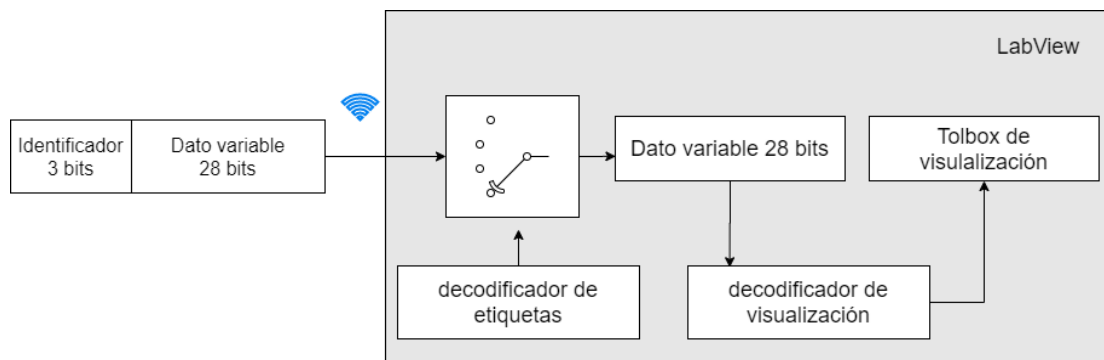 LabView
Identificador
3 bits
Dato variable
28 bits
Dato variable 28 bits
Tolbox de
visulalización
decodificador de
etiquetas
decodificador de
visualización